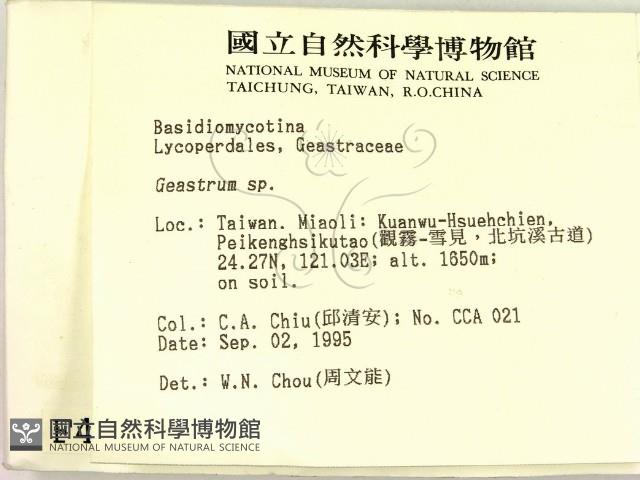 國立自然科學博物館
NATIONAL MUSEUM OF NATURAL SCIENCE
TAICHUNG, TAIWAN, R.O.CHINA
Basidiomycotina
Lycoperdales, Geastraceae
Geastrum sp.
Loc.: Taiwan. Miaoli: Kuanwu-Hsuehchien,
Peikenghsikutao(觀霧-雪見，北坑溪古道)
24.27N, 121.03E; alt. 1650m;
on soil.
Col.: C.A. Chiu(邱清安); No. CCA 021
Date: Sep. 02, 1995
Det.: W.N. Chou(周文能)
國立自然科學博物館
NATIONAL MUSEUM OF NATURAL SCIENCE